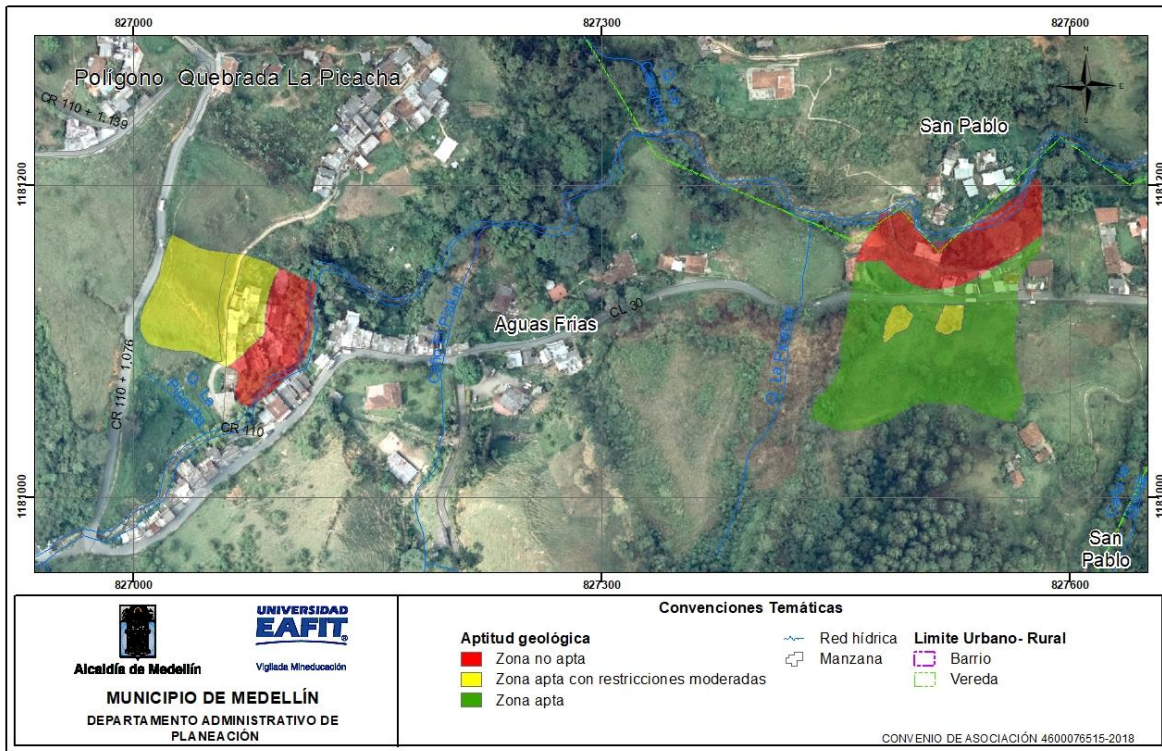 827000
827300
827600
Polígono Quebrada La Picacha
CR 110 + 1.139
San Pablo
1181200
1181200
Aguas Frías
CL 30
CR 110 + 1.076
Q. La
Picacha
CR 110
1181000
1181000
San
Pablo
827000
827300
827600
N
E
S
Alcaldía de Medellín
UNIVERSIDAD
EAFIT
Vigilada Mineducación
MUNICIPIO DE MEDELLÍN
DEPARTAMENTO ADMINISTRATIVO DE
PLANEACIÓN
Convenciones Temáticas
Aptitud geológica
Zona no apta
Zona apta con restricciones moderadas
Zona apta
Red hídrica
Manzana
Limite Urbano- Rural
Barrio
Vereda
CONVENIO DE ASOCIACIÓN 4600076515-2018